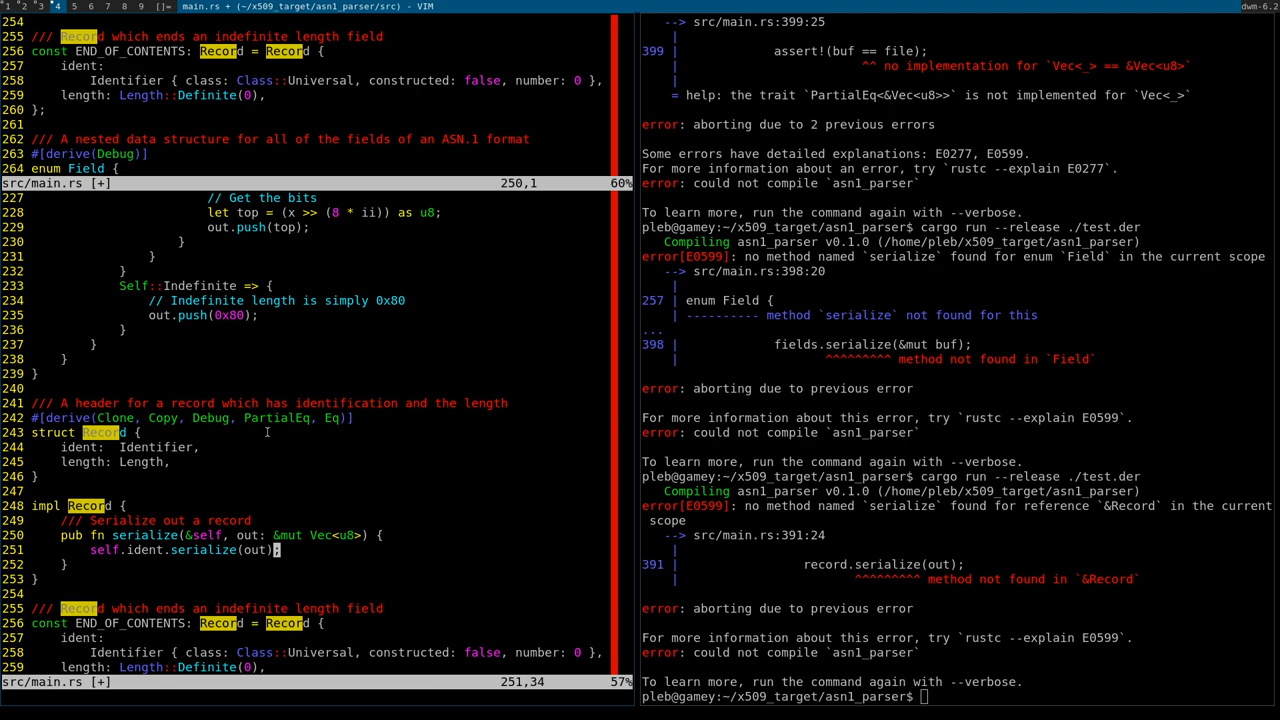 1 2 3 4 5 6 7 8 9 []= main.rs + (~/x509_target/asn1_parser/src) - VIM dwm-6.2
254
255 /// Record which ends an indefinite length field
256 const END_OF_CONTENTS: Record = Record {
257     ident:
258         Identifier { class: Class::Universal, constructed: false, number: 0 },
259     length: Length::Definite(0),
260 };
261
262 /// A nested data structure for all of the fields of an ASN.1 format
263 #[derive(Debug)]
264 enum Field {
src/main.rs [+] 250,1 60%
227                         // Get the bits
228                         let top = (x >> (8 * ii)) as u8;
229                         out.push(top);
230                     }
231                 }
232             }
233             Self::Indefinite => {
234                 // Indefinite length is simply 0x80
235                 out.push(0x80);
236             }
237         }
238     }
239 }
240
241 /// A header for a record which has identification and the length
242 #[derive(Clone, Copy, Debug, PartialEq, Eq)]
243 struct Record {
244     ident:  Identifier,
245     length: Length,
246 }
247
248 impl Record {
249     /// Serialize out a record
250     pub fn serialize(&self, out: &mut Vec<u8>) {
251         self.ident.serialize(out);
252     }
253 }
254
255 /// Record which ends an indefinite length field
256 const END_OF_CONTENTS: Record = Record {
257     ident:
258         Identifier { class: Class::Universal, constructed: false, number: 0 },
259     length: Length::Definite(0),
src/main.rs [+] 251,34 57%
   --> src/main.rs:399:25
    |
399 |             assert!(buf == file);
    |                         ^^ no implementation for `Vec<_> == &Vec<u8>`
    |
    = help: the trait `PartialEq<&Vec<u8>>` is not implemented for `Vec<_>`

error: aborting due to 2 previous errors

Some errors have detailed explanations: E0277, E0599.
For more information about an error, try `rustc --explain E0277`.
error: could not compile `asn1_parser`

To learn more, run the command again with --verbose.
pleb@gamey:~/x509_target/asn1_parser$ cargo run --release ./test.der
   Compiling asn1_parser v0.1.0 (/home/pleb/x509_target/asn1_parser)
error[E0599]: no method named `serialize` found for enum `Field` in the current scope
   --> src/main.rs:398:20
    |
257 | enum Field {
    | ---------- method `serialize` not found for this
...
398 |             fields.serialize(&mut buf);
    |                    ^^^^^^^^^ method not found in `Field`

error: aborting due to previous error

For more information about this error, try `rustc --explain E0599`.
error: could not compile `asn1_parser`

To learn more, run the command again with --verbose.
pleb@gamey:~/x509_target/asn1_parser$ cargo run --release ./test.der
   Compiling asn1_parser v0.1.0 (/home/pleb/x509_target/asn1_parser)
error[E0599]: no method named `serialize` found for reference `&Record` in the current
 scope
   --> src/main.rs:391:24
    |
391 |                 record.serialize(out);
    |                        ^^^^^^^^^ method not found in `&Record`

error: aborting due to previous error

For more information about this error, try `rustc --explain E0599`.
error: could not compile `asn1_parser`

To learn more, run the command again with --verbose.
pleb@gamey:~/x509_target/asn1_parser$